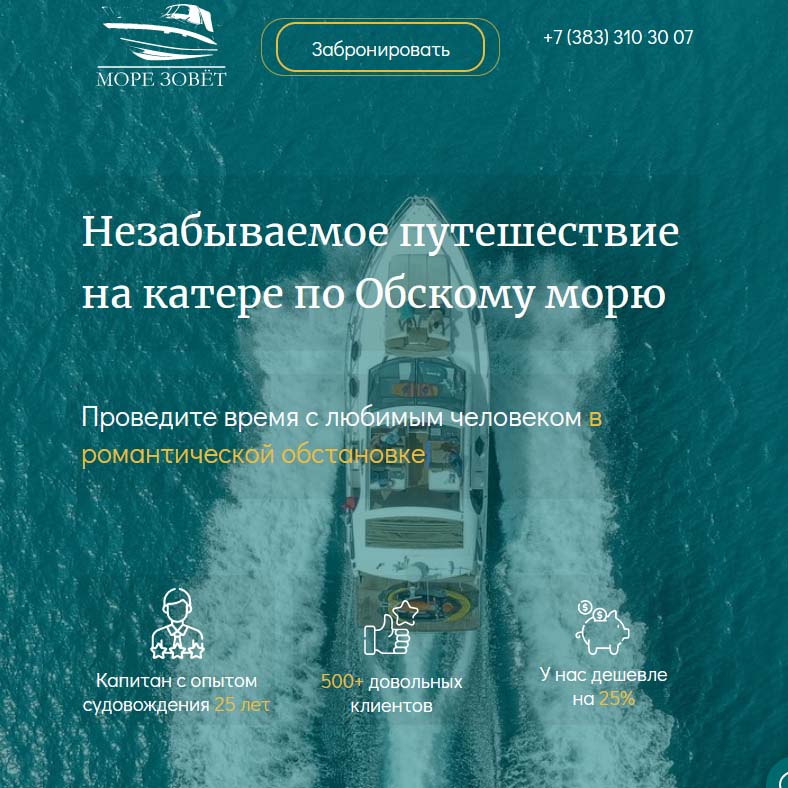 МОРЕ ЗОВЁТ
Забронировать
+7 (383) 310 30 07
Незабываемое путешествие
на катере по Обскому морю
Проведите время с любимым человеком в
романтической обстановке
Капитан с опытом
судовождения 25 лет
500+ довольных
клиентов
У нас дешевле
на 25%